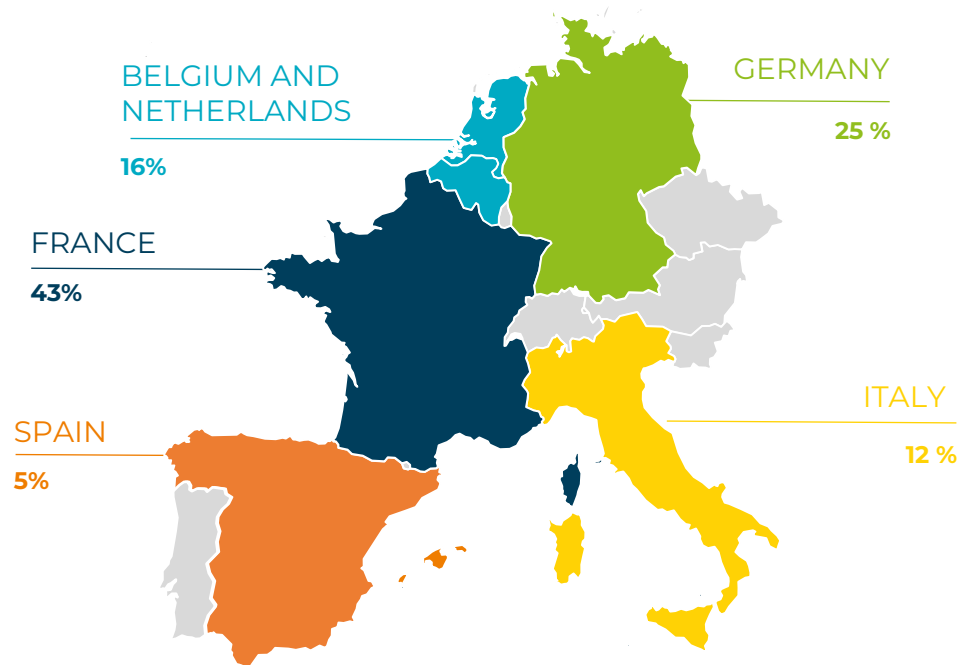 BELGIUM AND
NETHERLANDS
16%
GERMANY
25 %
FRANCE
43%
ITALY
12 %
SPAIN
5%